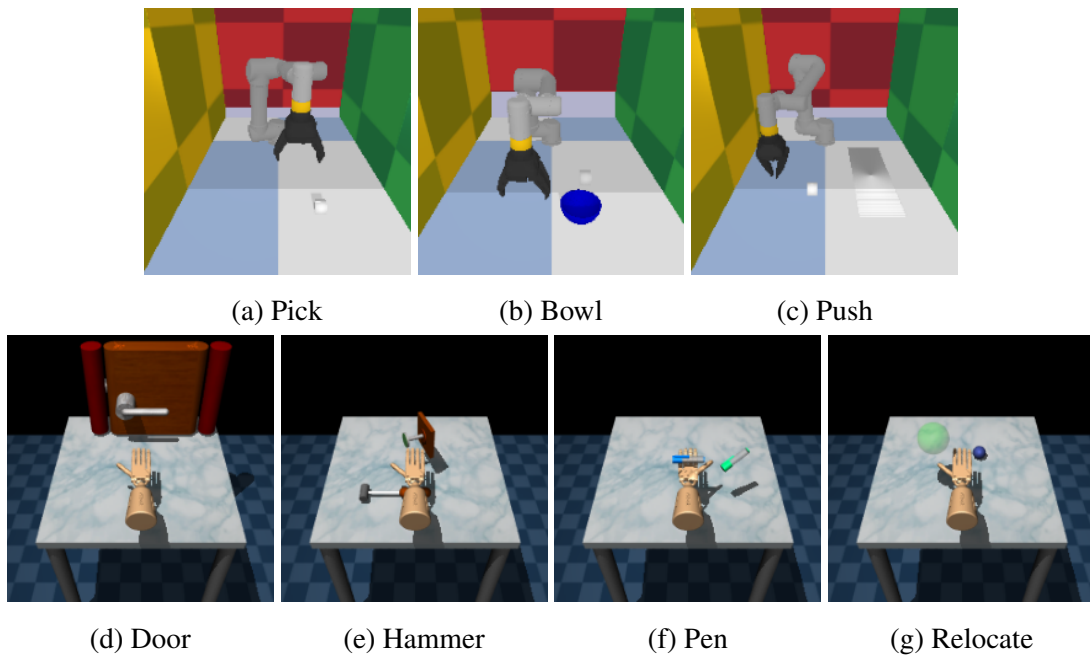 (a) Pick
(b) Bowl
(c) Push
(d) Door
(e) Hammer
(f) Pen
(g) Relocate